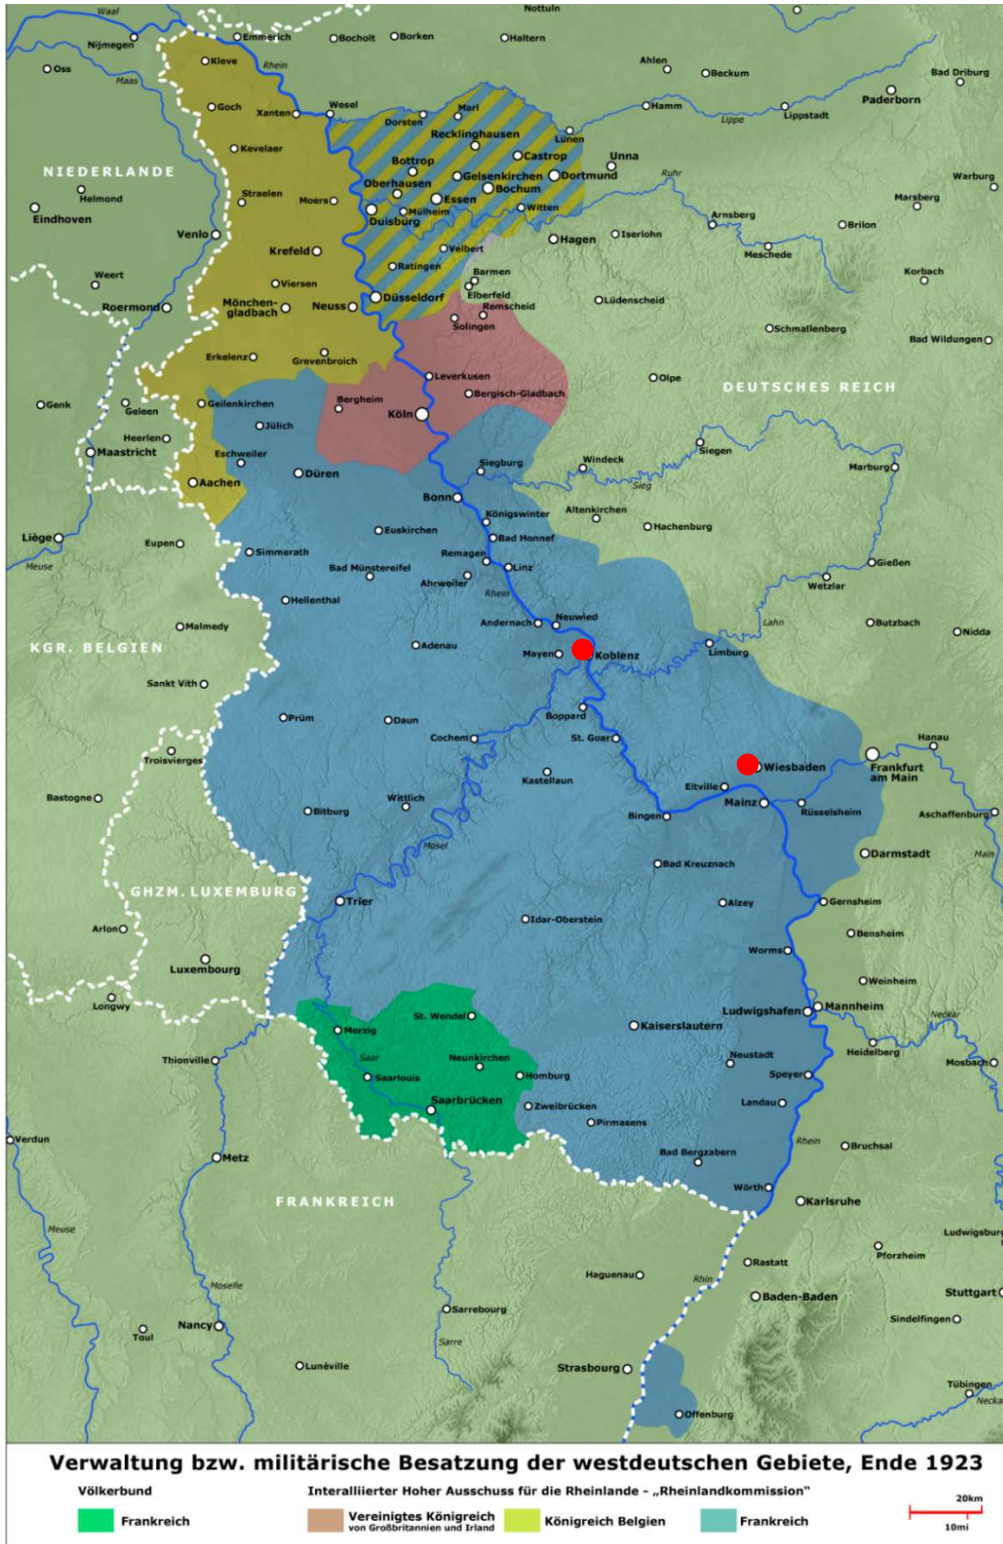 Nottuln
Waal
Nijmegen
Emmerich
Bocholt
Borken
Haltern
Oss
Maas
Kleve
Rhein
Ahlen
Beckum
Bad Driburg
Paderborn
Goch
Xanten
Wesel
Dorsten
Marl
Hamm
Lippe
Lippstadt
Recklinghausen
Lünen
Kevelaer
Castrop
Unna
NIEDERLANDE
Bottrop
Gelsenkirchen
Dortmund
Ruhr
Warburg
Helmond
Straelen
Moers
Oberhausen
Bochum
Essen
Eindhoven
Duisburg
Mülheim
Witten
Marsberg
Arnsberg
Brilon
Venlo
Hagen
Iserlohn
Meschede
Krefeld
Velbert
Weert
Viersen
Ratingen
Barmen
Korbach
Elberfeld
Roermond
Mönchen-
gladbach
Neuss
Düsseldorf
Remscheid
Lüdenscheid
Solingen
Schmallenberg
Bad Wildungen
Erkelenz
Grevenbroich
Leverkusen
Olpe
DEUTSCHES REICH
Genk
Geleen
Geilenkirchen
Bergheim
Bergisch-Gladbach
Köln
Jülich
Heerlen
Maastricht
Eschweiler
Siegen
Aachen
Düren
Siegburg
Windeck
Marburg
Sieg
Bonn
Altenkirchen
Königswinter
Hachenburg
Liège
Eupen
Euskirchen
Bad Honnef
Simmerath
Remagen
Meuse
Bad Münstereifel
Linz
Gießen
Ahrweiler
Wetzlar
Hellenthal
Rhein
Malmedy
Andernach
Neuwied
Lahn
Butzbach
Nidda
KGR. BELGIEN
Adenau
Mayen
Koblenz
Limburg
Sankt Vith
Prüm
Daun
Boppard
Cochem
St. Goar
Hanau
Troisvierges
Kastellaun
Wiesbaden
Frankfurt
am Main
Bastogne
Wittlich
Eltville
Mainz
Rüsselsheim
Bitburg
Bingen
Aschaffenburg
Mosel
Darmstadt
Main
Bad Kreuznach
GHZM. LUXEMBURG
Trier
Alzey
Gernsheim
Idar-Oberstein
Arlon
Bensheim
Worms
Luxembourg
Weinheim
Longwy
St. Wendel
Ludwigshafen
Mannheim
Merzig
Kaiserslautern
Neckar
Thionville
Saar
Neunkirchen
Neustadt
Heidelberg
Mosbach
Saarlouis
Homburg
Speyer
Saarbrücken
Zweibrücken
Landau
Pirmasens
Verdun
Rhein
Bruchsal
Metz
Bad Bergzabern
Wörth
FRANKREICH
Karlsruhe
Meuse
Ludwigsburg
Pforzheim
Haguenau
Rhin
Rastatt
Moselle
Baden-Baden
Stuttgart
Sarrebourg
Nancy
Toul
Sarre
Sindelfingen
Lunéville
Strasbourg
Tübingen
Offenburg
Verwaltung bzw. militärische Besatzung der westdeutschen Gebiete, Ende 1923
Völkerbund
Interalliierter Hoher Ausschuss für die Rheinlande - „Rheinlandkommission“
20km
Frankreich
Vereinigtes Königreich
von Großbritannien und Irland
Königreich Belgien
Frankreich
10mi